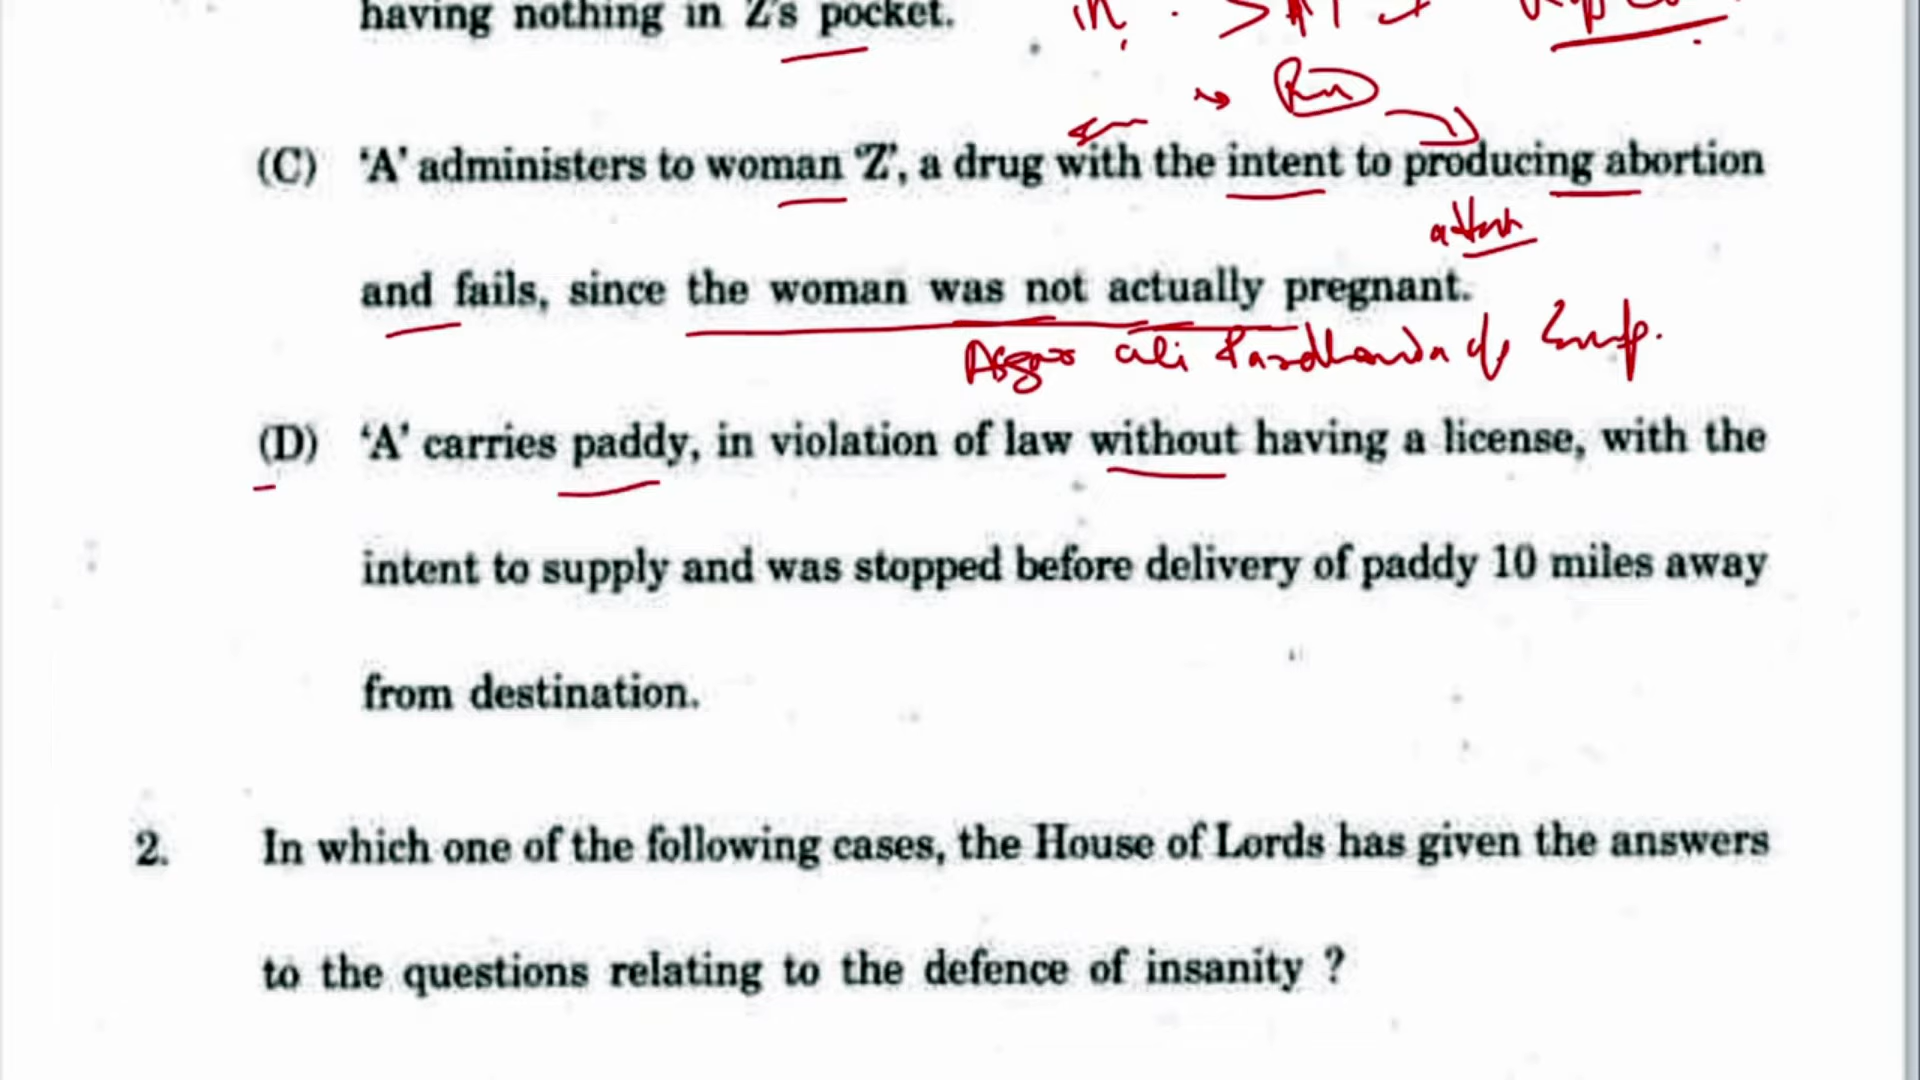 having nothing in Z's pocket.
(C) 'A' administers to woman 'Z', a drug with the intent to producing abortion
attempt
and fails, since the woman was not actually pregnant.
Asgar ali Pardhania v/s Emp.
(D) 'A' carries paddy, in violation of law without having a license, with the
intent to supply and was stopped before delivery of paddy 10 miles away
from destination.
2. In which one of the following cases, the House of Lords has given the answers
to the questions relating to the defence of insanity ?